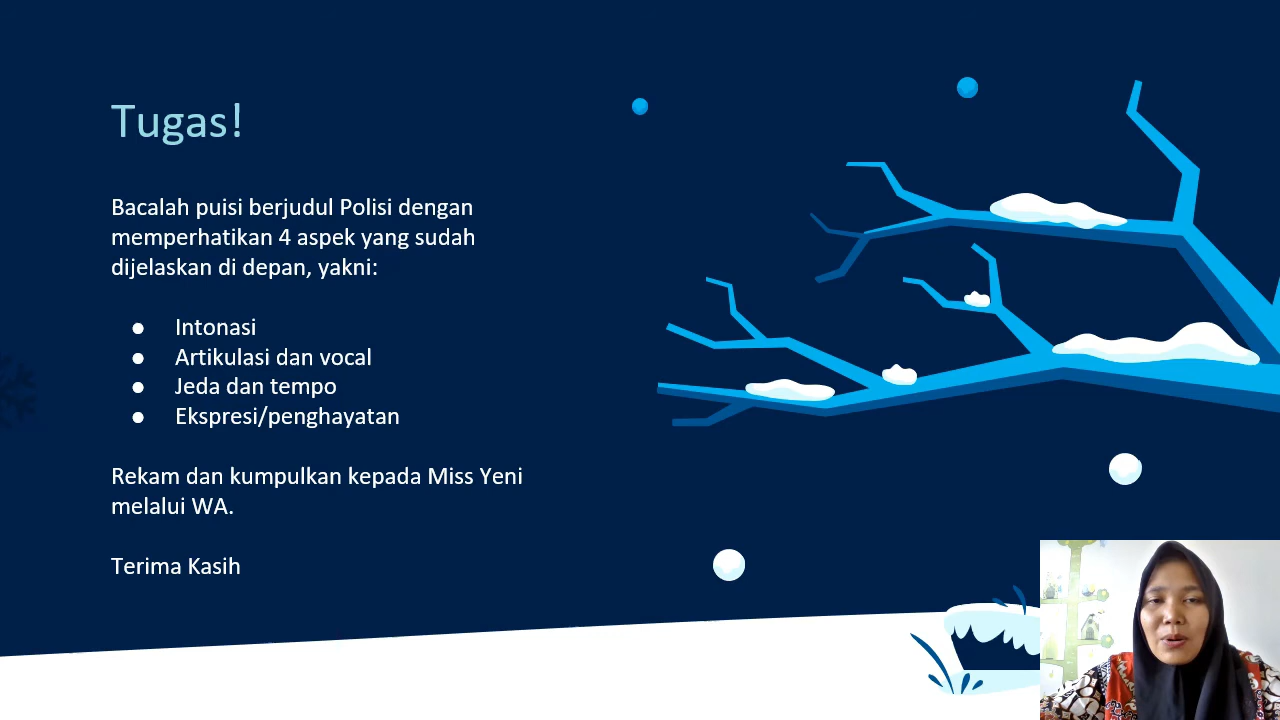 Tugas!
Bacalah puisi berjudul Polisi dengan
memperhatikan 4 aspek yang sudah
dijelaskan di depan, yakni:
● Intonasi
● Artikulasi dan vocal
● Jeda dan tempo
● Ekspresi/penghayatan
Rekam dan kumpulkan kepada Miss Yeni
melalui WA.
Terima Kasih